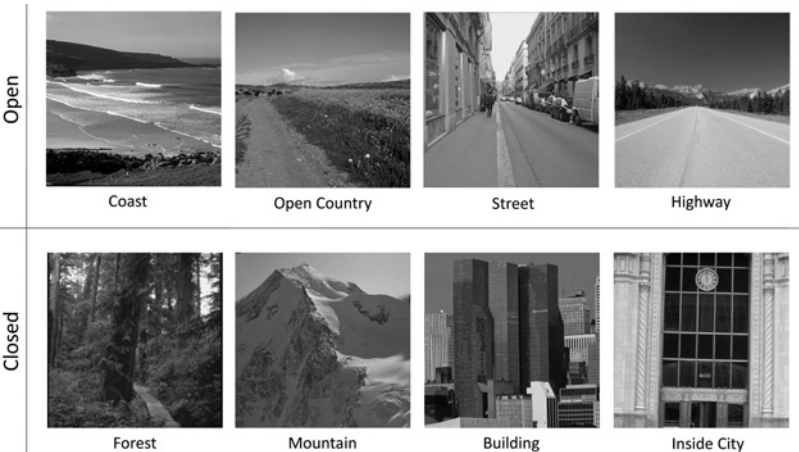 Open
Coast
Open Country
Street
Highway
Closed
Forest
Mountain
Building
Inside City